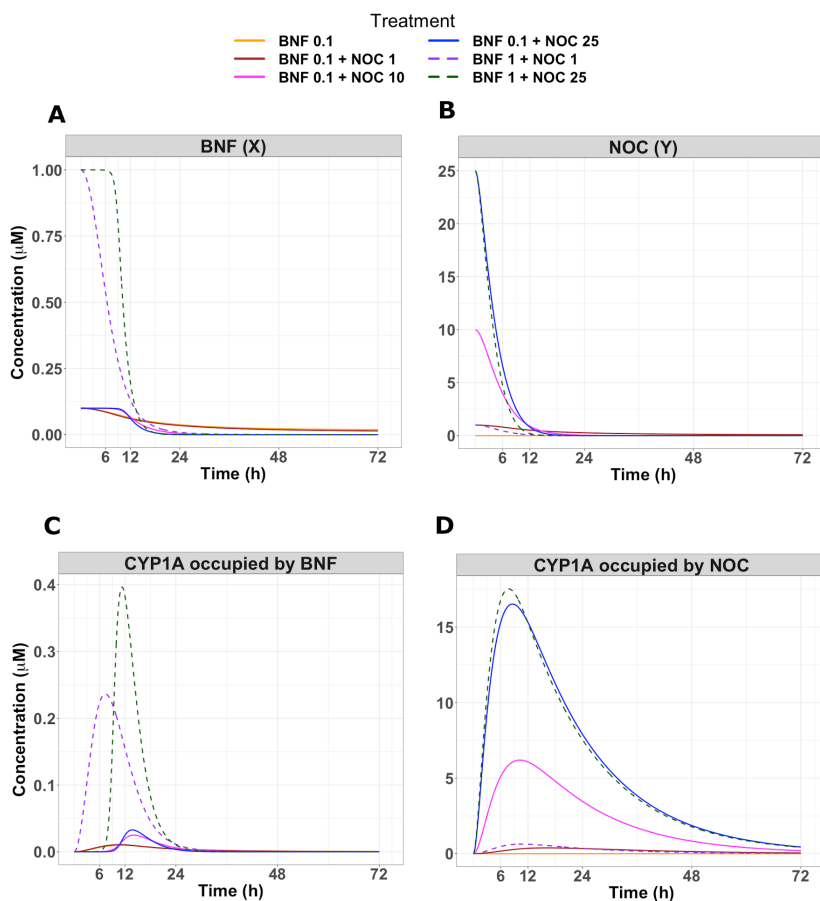 Treatment
BNF 0.1
BNF 0.1 + NOC 25
BNF 0.1 + NOC 1
BNF 1 + NOC 1
BNF 0.1 + NOC 10
BNF 1 + NOC 25
A
BNF (X)
Concentration (μM)
1.00
0.75
0.50
0.25
0.00
6 12 24 48 72
Time (h)
B
NOC (Y)
25
20
15
10
5
0
6 12 24 48 72
Time (h)
C
CYP1A occupied by BNF
Concentration (μM)
0.4
0.3
0.2
0.1
0.0
6 12 24 48 72
Time (h)
D
CYP1A occupied by NOC
15
10
5
0
6 12 24 48 72
Time (h)